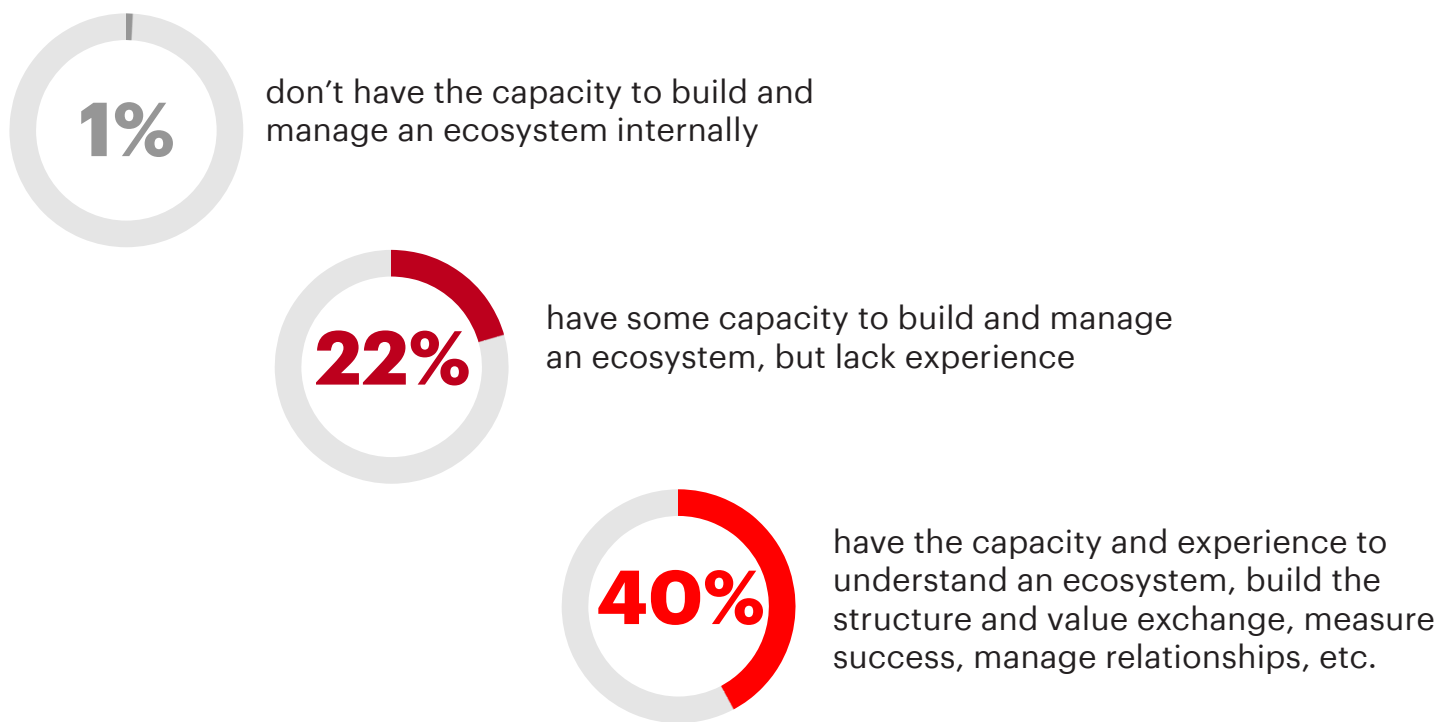 1%
don’t have the capacity to build and
manage an ecosystem internally
22%
have some capacity to build and manage
an ecosystem, but lack experience
40%
have the capacity and experience to
understand an ecosystem, build the
structure and value exchange, measure
success, manage relationships, etc.